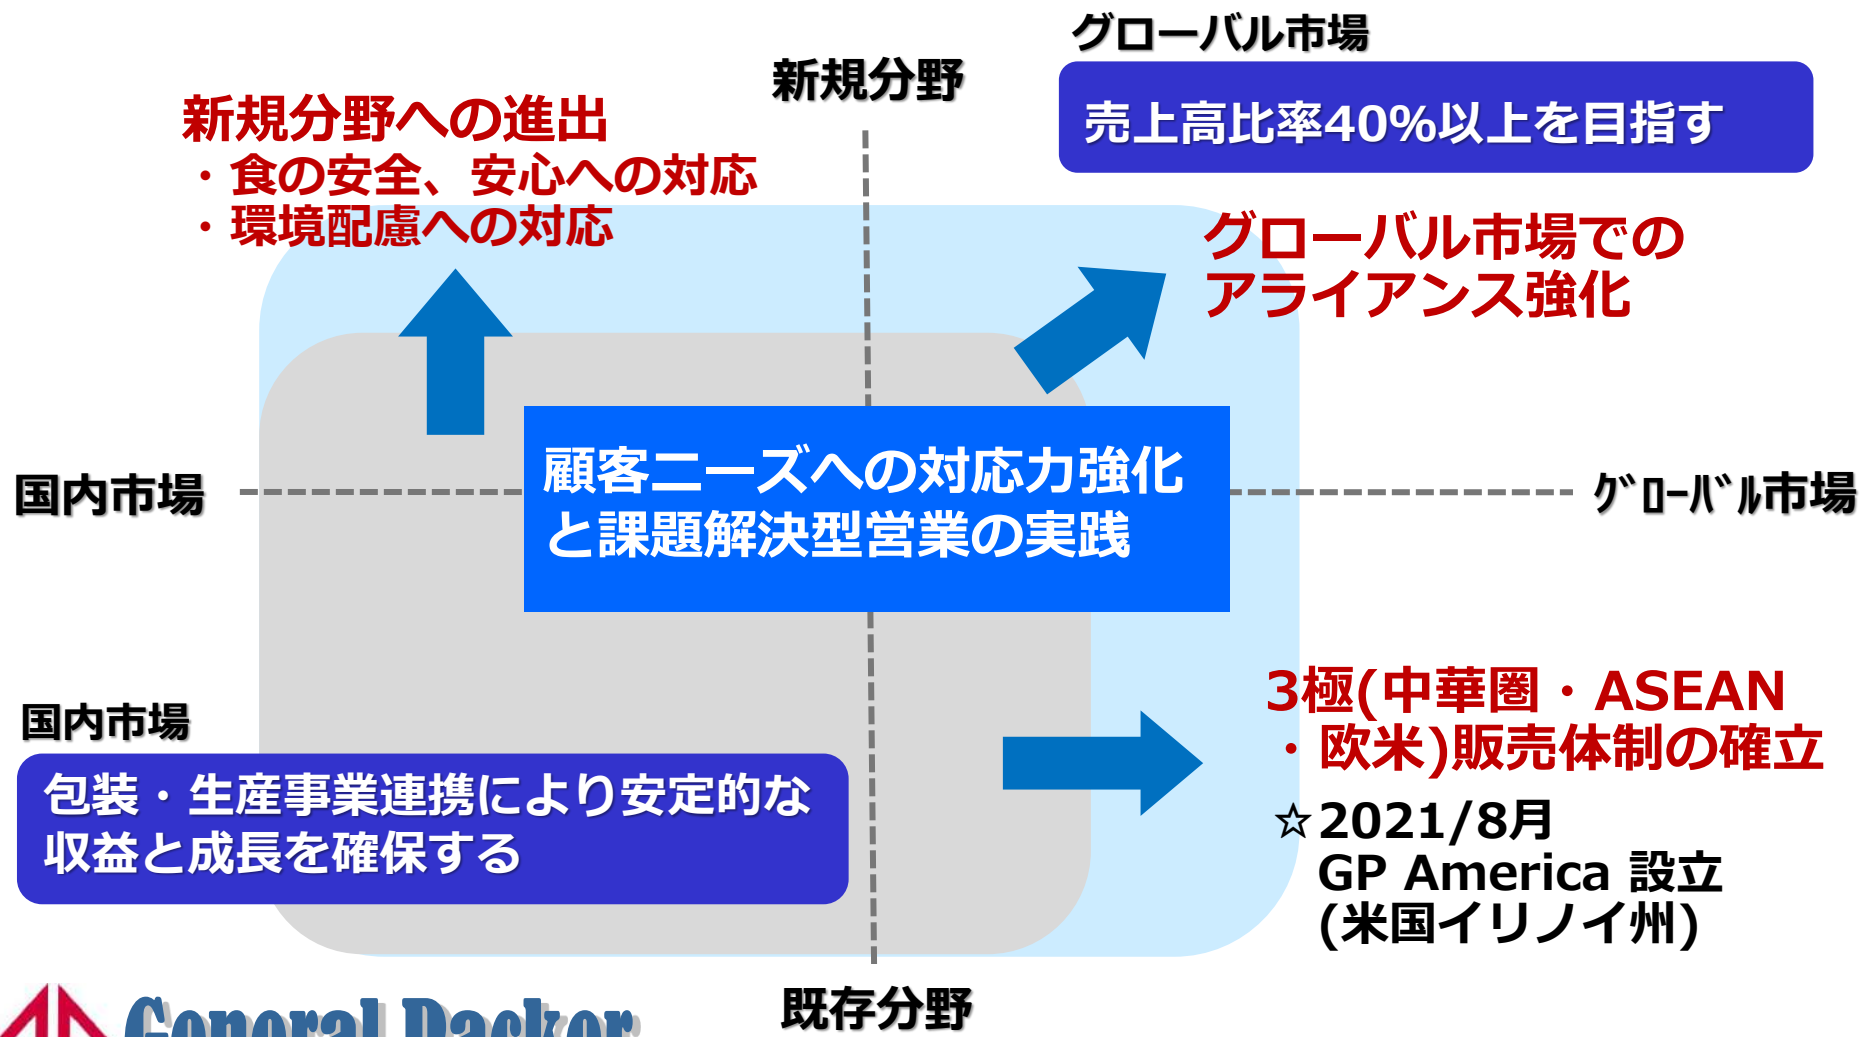 グローバル市場
売上高比率40%以上を目指す
新規分野
新規分野への進出
・食の安全、安心への対応
・環境配慮への対応
グローバル市場での
アライアンス強化
顧客ニーズへの対応力強化
と課題解決型営業の実践
国内市場
ｸﾞﾛｰﾊﾞﾙ市場
国内市場
包装・生産事業連携により安定的な
収益と成長を確保する
3極(中華圏・ASEAN
・欧米)販売体制の確立
☆2021/8月
GP America 設立
(米国イリノイ州)
既存分野
General Packer